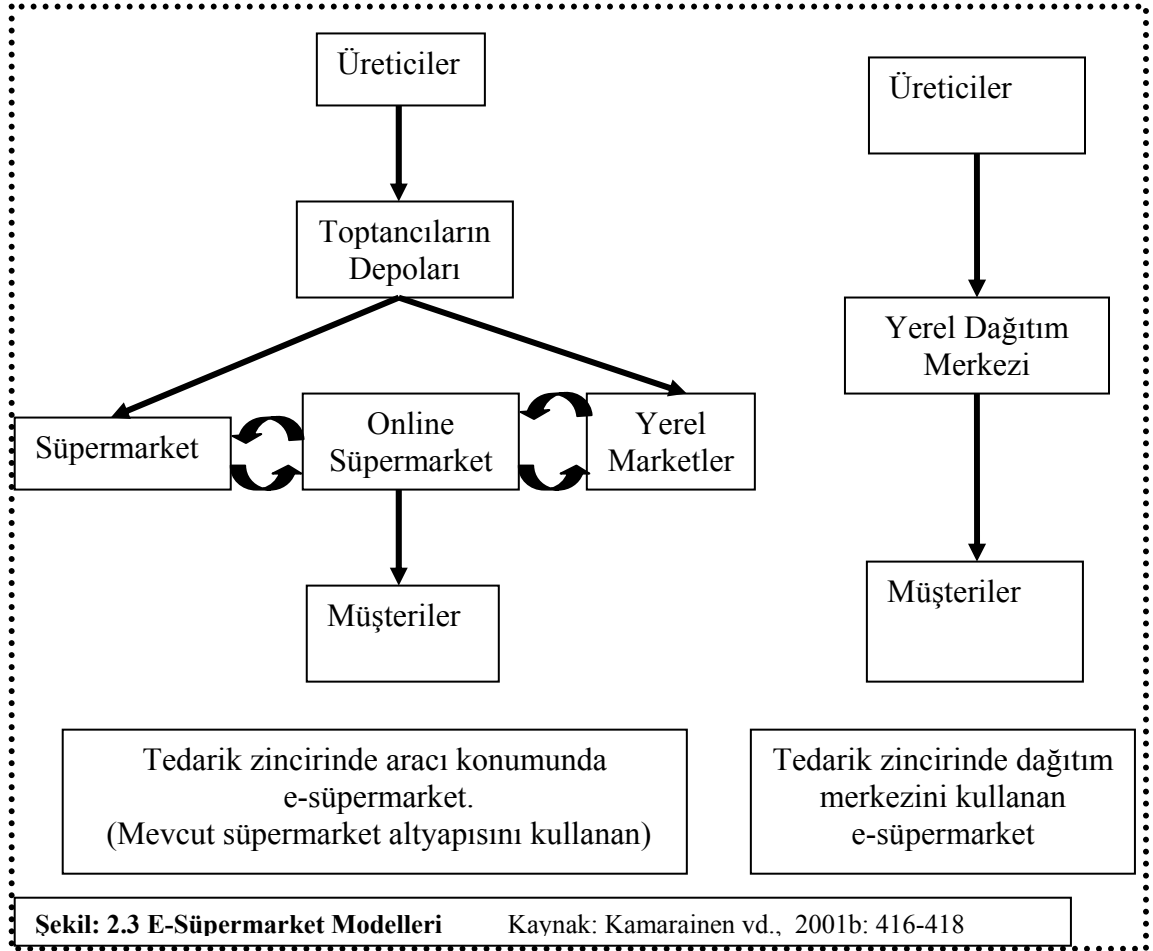 Üreticiler
Toptancıların
Depoları
Süpermarket
Online
Süpermarket
Yerel
Marketler
Müşteriler
Tedarik zincirinde aracı konumunda
e-süpermarket.
(Mevcut süpermarket altyapısını kullanan)
Üreticiler
Yerel Dağıtım
Merkezi
Müşteriler
Tedarik zincirinde dağıtım
merkezini kullanan
e-süpermarket
Şekil: 2.3 E-Süpermarket Modelleri Kaynak: Kamarainen vd., 2001b: 416-418